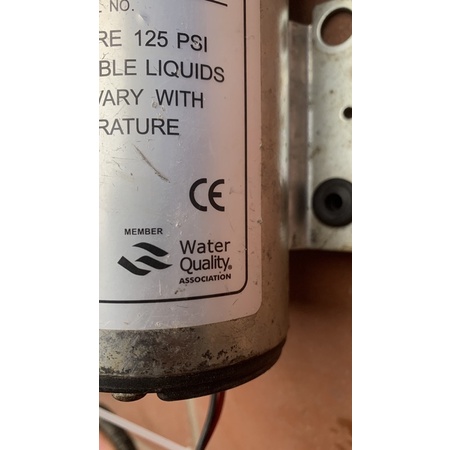 NO.
RE 125 PSI
BLE LIQUIDS
VARY WITH
RATURE
CE
MEMBER
Water
Quality®
ASSOCIATION